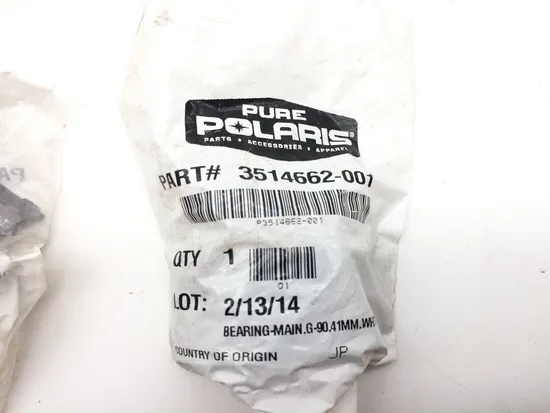 PURE
POLARIS
PARTS • ACCESSORIES • APPAREL
PART# 3514662-001
P3514662-001
QTY 1
01
LOT: 2/13/14
BEARING-MAIN,G-90,41MM,WH
COUNTRY OF ORIGIN JP
PA